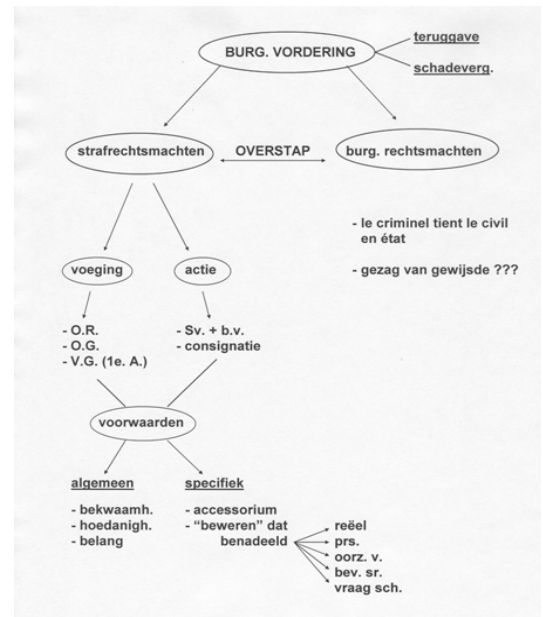 BURG. VORDERING
teruggave
schadeverg.
strafrechtsmachten
OVERSTAP
burg. rechtsmachten
- le criminel tient le civil
en état
- gezag van gewijsde ???
voeging
actie
- O.R.
- O.G.
- V.G. (1e. A.)
- Sv. + b.v.
- consignatie
voorwaarden
algemeen
- bekwaamh.
- hoedanigh.
- belang
specifiek
- accessorium
- “beweren” dat
benadeeld
reëel
prs.
oorz. v.
bev. sr.
vraag sch.